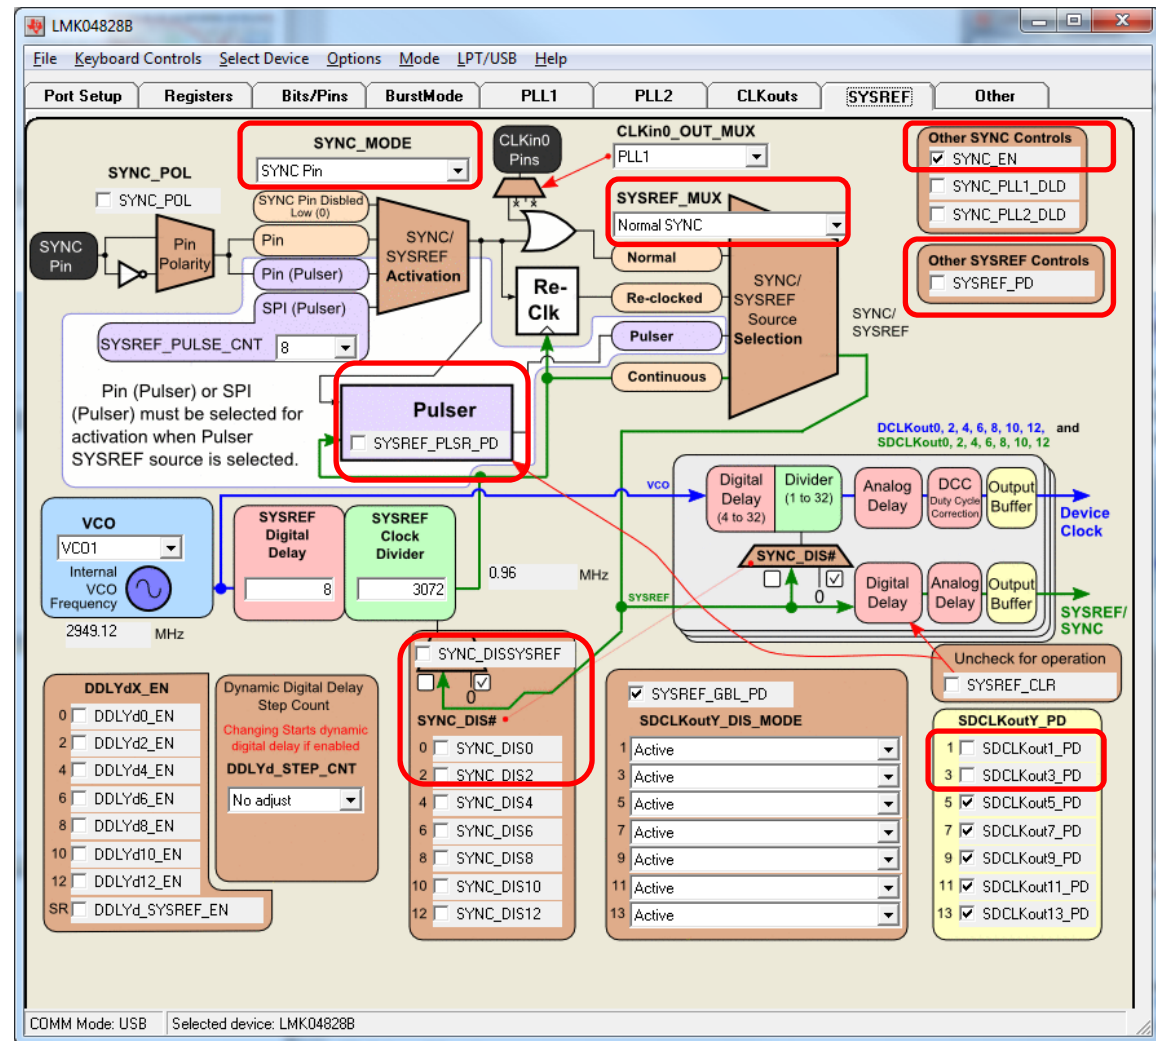 LMK04828B
File Keyboard Controls Select Device Options Mode LPT/USB Help
Port Setup Registers Bits/Pins BurstMode PLL1 PLL2 CLKouts SYSREF Other
SYNC_MODE
SYNC Pin
CLKin0
Pins
CLKin0_OUT_MUX
PLL1
Other SYNC Controls
SYNC_EN
SYNC_PLL1_DLD
SYNC_PLL2_DLD
SYNC_POL
SYNC_POL
SYNC Pin Disbled
Low (0)
Pin
Pin (Pulser)
SPI (Pulser)
SYNC
Pin
Pin
Polarity
SYNC/
SYSREF
Activation
SYSREF_MUX
Normal SYNC
Normal
Re-clocked
Pulser
Continuous
Re-
Clk
SYNC/
SYSREF
Source
Selection
SYNC/
SYSREF
Other SYSREF Controls
SYSREF_PD
SYSREF_PULSE_CNT 8
Pin (Pulser) or SPI
(Pulser) must be selected for
activation when Pulser
SYSREF source is selected.
Pulser
SYSREF_PLSR_PD
DCLKout0, 2, 4, 6, 8, 10, 12, and
SDCLKout0, 2, 4, 6, 8, 10, 12
VCO
VCO1
Internal
VCO
Frequency
2949.12 MHz
SYSREF
Digital
Delay
8
SYSREF
Clock
Divider
3072
0.96 MHz
VCO
Digital
Delay
(4 to 32)
Divider
(1 to 32)
Analog
Delay
DCC
Duty Cycle
Correction
Output
Buffer
Device
Clock
SYNC_DIS#
0
SYSREF
Digital
Delay
Analog
Delay
Output
Buffer
SYSREF/
SYNC
Uncheck for operation
SYSREF_CLR
DDLYdX_EN
0 DDLYd0_EN
2 DDLYd2_EN
4 DDLYd4_EN
6 DDLYd6_EN
8 DDLYd8_EN
10 DDLYd10_EN
12 DDLYd12_EN
SR DDLYd_SYSREF_EN
Dynamic Digital Delay
Step Count
Changing Starts dynamic
digital delay if enabled
DDLYd_STEP_CNT
No adjust
SYNC_DISSYSREF
0
SYNC_DIS#
0 SYNC_DIS0
2 SYNC_DIS2
4 SYNC_DIS4
6 SYNC_DIS6
8 SYNC_DIS8
10 SYNC_DIS10
12 SYNC_DIS12
SYSREF_GBL_PD
SDCLKoutY_DIS_MODE
1 Active
3 Active
5 Active
7 Active
9 Active
11 Active
13 Active
SDCLKoutY_PD
1 SDCLKout1_PD
3 SDCLKout3_PD
5 SDCLKout5_PD
7 SDCLKout7_PD
9 SDCLKout9_PD
11 SDCLKout11_PD
13 SDCLKout13_PD
COMM Mode: USB Selected device: LMK04828B